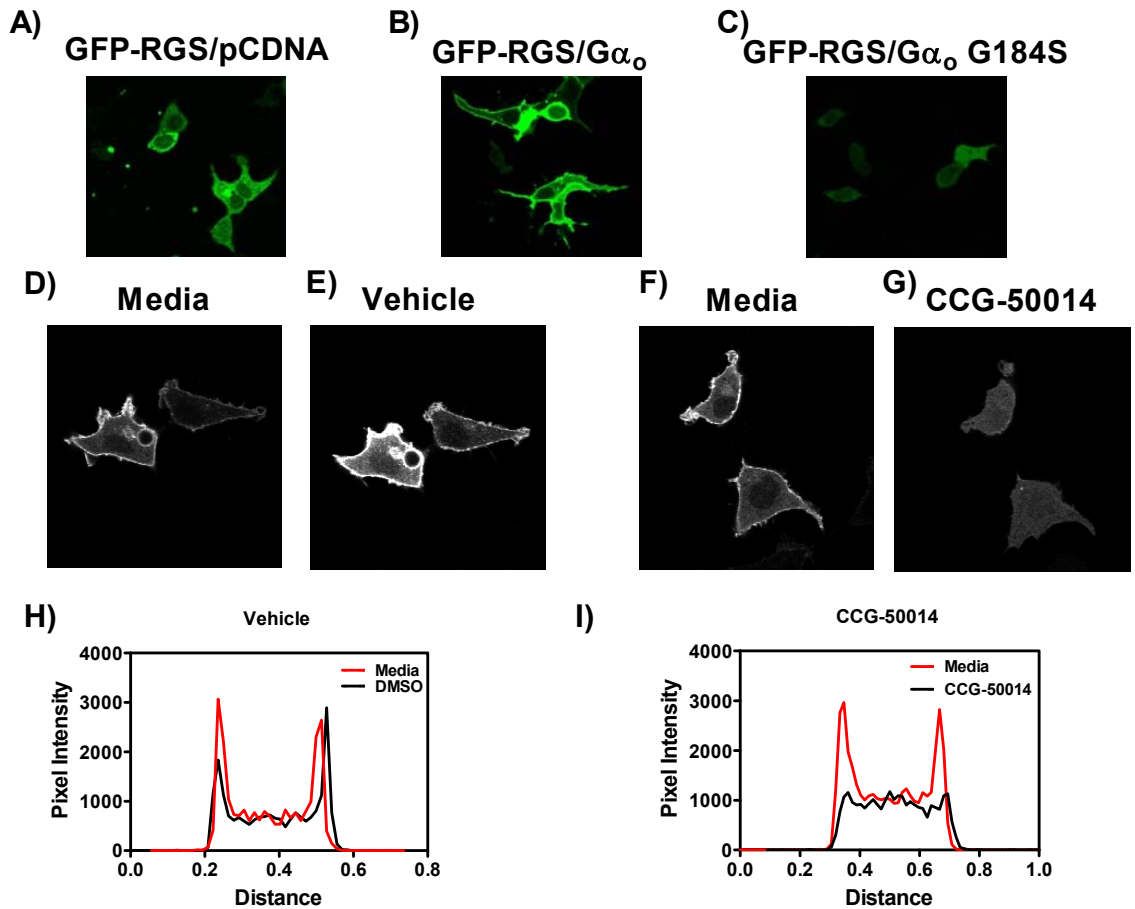 A)
GFP-RGS/pCDNA
B)
GFP-RGS/Gαo
C)
GFP-RGS/Gαo G184S
D)
Media
E)
Vehicle
F)
Media
G)
CCG-50014
H)
Vehicle
Pixel Intensity
4000
3000
2000
1000
0
0.0 0.2 0.4 0.6 0.8
Distance
Media
DMSO
I)
CCG-50014
Pixel Intensity
4000
3000
2000
1000
0
0.0 0.2 0.4 0.6 0.8 1.0
Distance
Media
CCG-50014